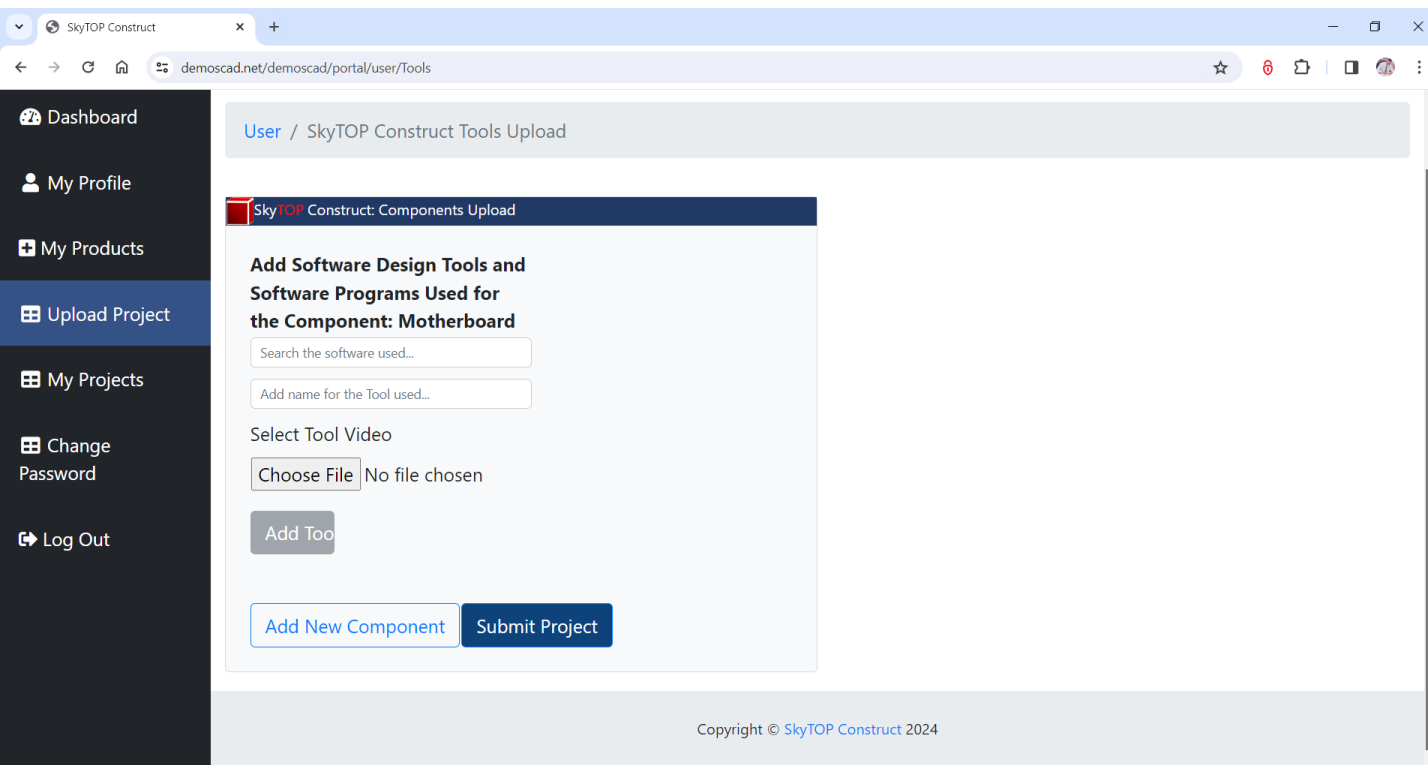 SkyTOP Construct
demoscad.net/demoscad/portal/user/Tools
Dashboard
My Profile
My Products
Upload Project
My Projects
Change
Password
Log Out
User / SkyTOP Construct Tools Upload
SkyTOP Construct: Components Upload
Add Software Design Tools and
Software Programs Used for
the Component: Motherboard
Search the software used...
Add name for the Tool used...
Select Tool Video
Choose File No file chosen
Add Too
Add New Component Submit Project
Copyright © SkyTOP Construct 2024